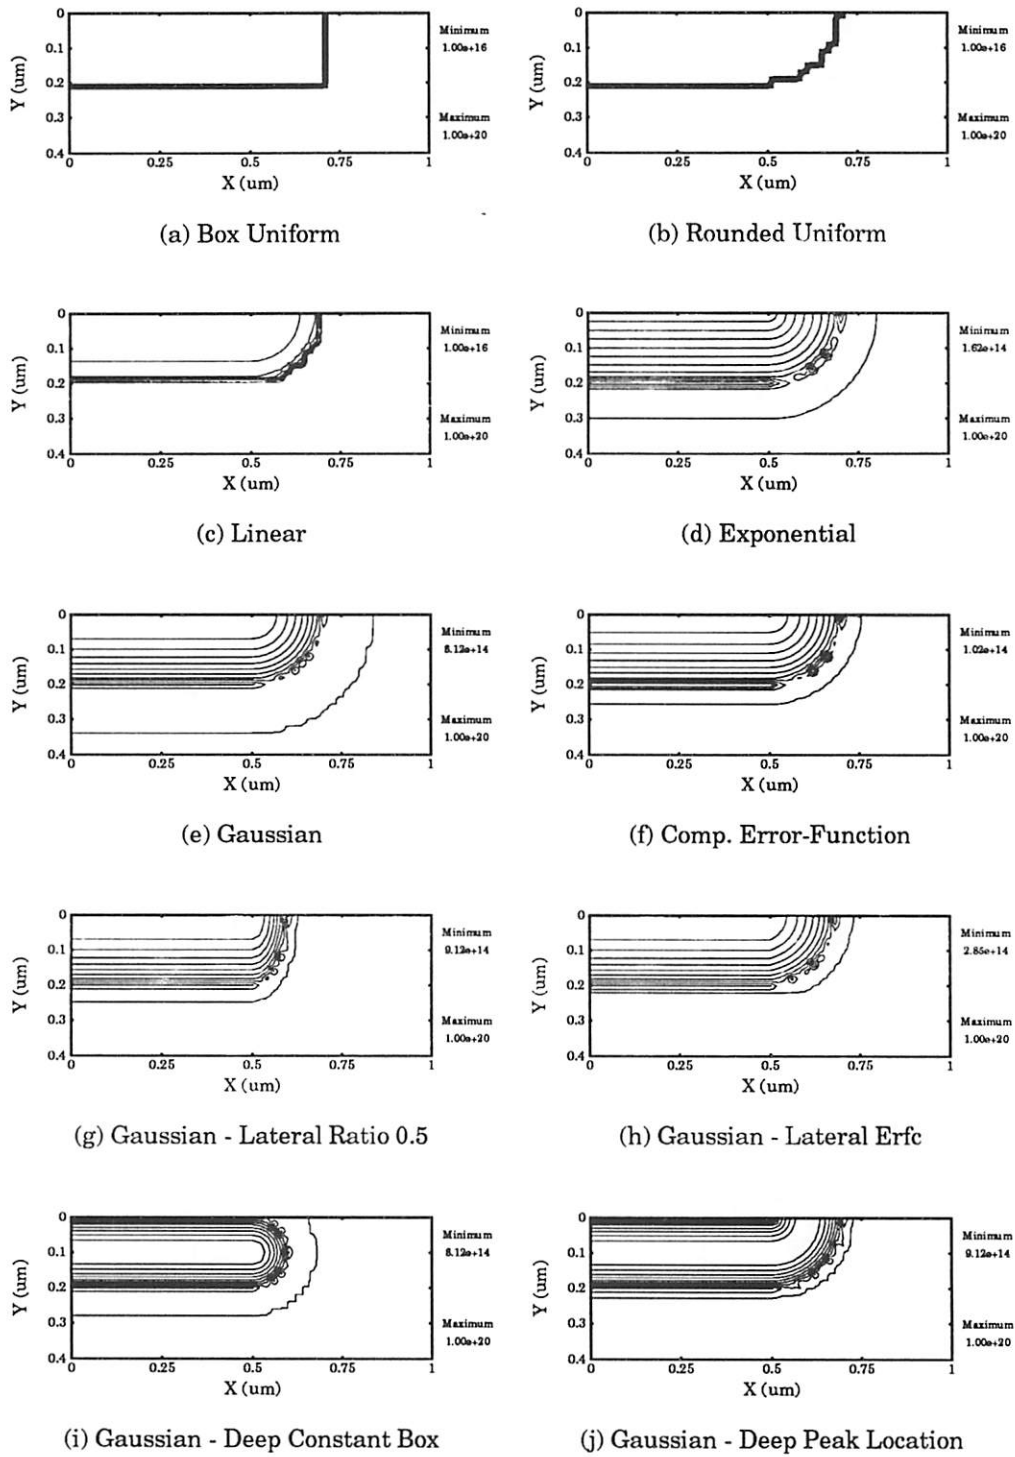 0
0.1
0.2
0.3
0.4
Y (um)
0 0.25 0.5 0.75 1
X (um)
Minimum
1.00e+16
Maximum
1.00e+20
(a) Box Uniform
0
0.1
0.2
0.3
0.4
Y (um)
0 0.25 0.5 0.75 1
X (um)
Minimum
1.00e+16
Maximum
1.00e+20
(b) Rounded Uniform
0
0.1
0.2
0.3
0.4
Y (um)
0 0.25 0.5 0.75 1
X (um)
Minimum
1.00e+16
Maximum
1.00e+20
(c) Linear
0
0.1
0.2
0.3
0.4
Y (um)
0 0.25 0.5 0.75 1
X (um)
Minimum
1.62e+14
Maximum
1.00e+20
(d) Exponential
0
0.1
0.2
0.3
0.4
Y (um)
0 0.25 0.5 0.75 1
X (um)
Minimum
Maximum
1.00e+20
(e) Gaussian
0
0.1
0.2
0.3
0.4
Y (um)
0 0.25 0.5 0.75 1
X (um)
Minimum
1.02e+14
Maximum
1.00e+20
(f) Comp. Error-Function
0
0.1
0.2
0.3
0.4
Y (um)
0 0.25 0.5 0.75 1
X (um)
Minimum
9.12e+14
Maximum
1.00e+20
(g) Gaussian - Lateral Ratio 0.5
0
0.1
0.2
0.3
0.4
Y (um)
0 0.25 0.5 0.75 1
X (um)
Minimum
2.85e+14
Maximum
1.00e+20
(h) Gaussian - Lateral Erfc
0
0.1
0.2
0.3
0.4
Y (um)
0 0.25 0.5 0.75 1
X (um)
Minimum
Maximum
1.00e+20
(i) Gaussian - Deep Constant Box
0
0.1
0.2
0.3
0.4
Y (um)
0 0.25 0.5 0.75 1
X (um)
Minimum
9.12e+14
Maximum
1.00e+20
(j) Gaussian - Deep Peak Location